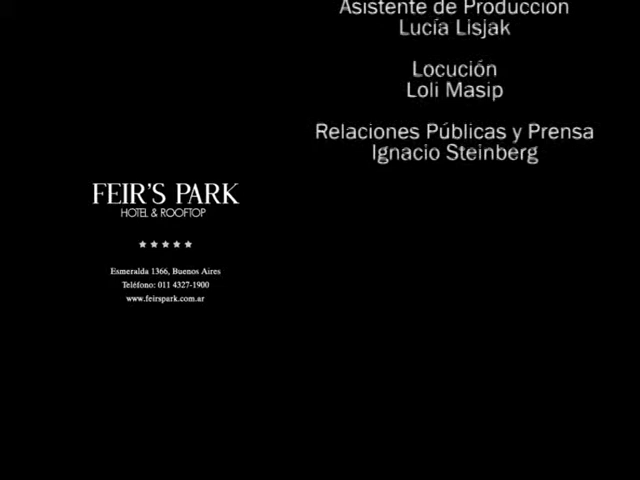 Asistente de Producción
Lucía Lisjak
Locución
Loli Masip
Relaciones Públicas y Prensa
Ignacio Steinberg
FEIR'S PARK
HOTEL & ROOFTOP
Esmeralda 1366, Buenos Aires
Teléfono: 011 4327-1900
www.feirspark.com.ar